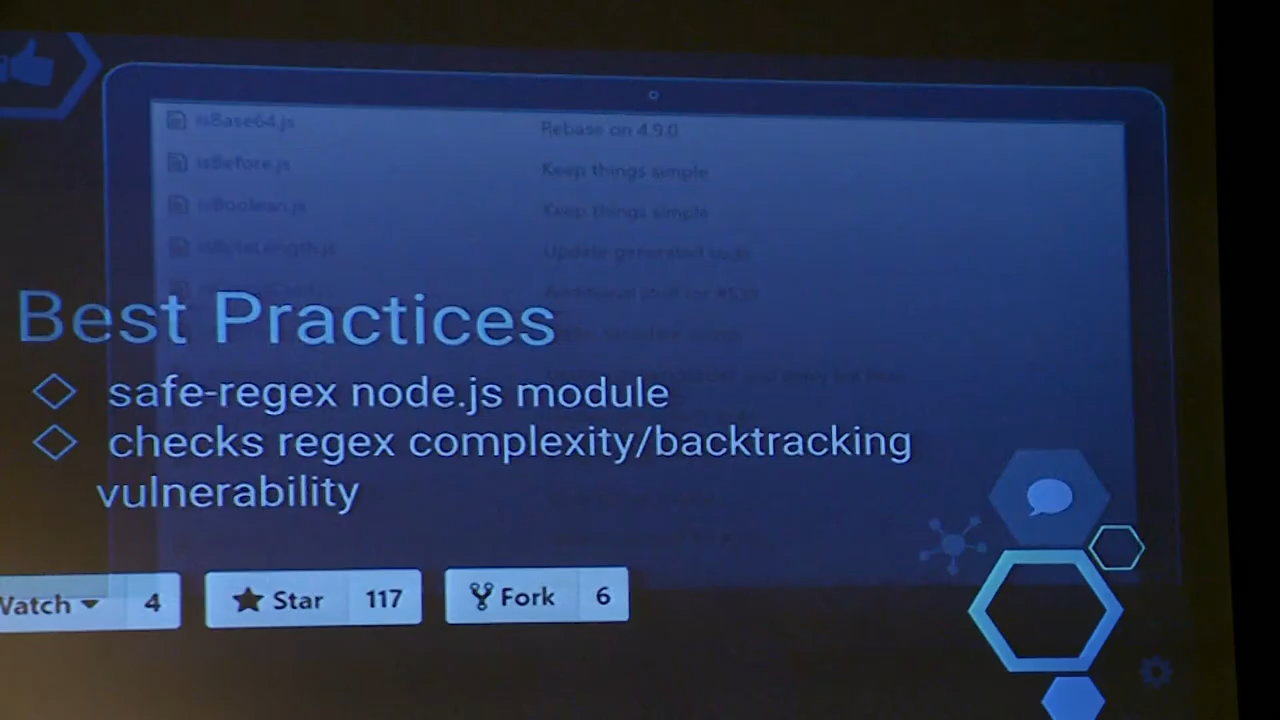 isBase64.js Rebase on 4.9.0
isBefore.js Keep things simple
isBoolean.js Keep things simple
isByteLength.js Update generated code
Best Practices
safe-regex node.js module
checks regex complexity/backtracking
vulnerability
Watch 4 Star 117 Fork 6